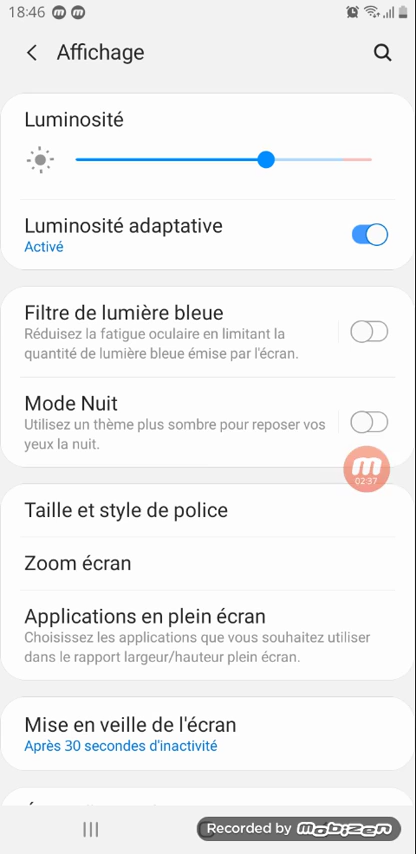 18:46
Affichage
Luminosité
Luminosité adaptative
Activé
Filtre de lumière bleue
Réduisez la fatigue oculaire en limitant la
quantité de lumière bleue émise par l'écran.
Mode Nuit
Utilisez un thème plus sombre pour reposer vos
yeux la nuit.
m
02:37
Taille et style de police
Zoom écran
Applications en plein écran
Choisissez les applications que vous souhaitez utiliser
dans le rapport largeur/hauteur plein écran.
Mise en veille de l'écran
Après 30 secondes d'inactivité
Recorded by mobizen